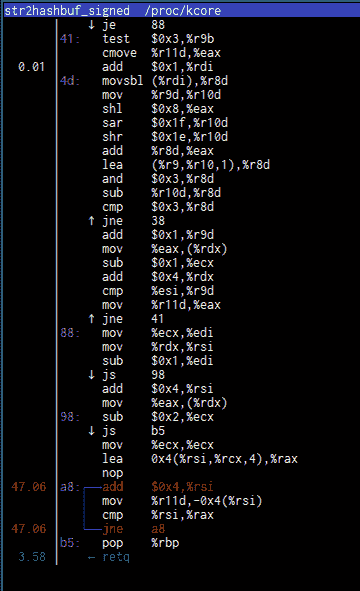 str2hashbuf_signed  /proc/kcore
↓ je 88
41: test $0x3,%r9b
cmove %r11d,%eax
0.01 add $0x1,%rdi
4d: movsbl (%rdi),%r8d
mov %r9d,%r10d
shl $0x8,%eax
sar $0x1f,%r10d
shr $0x1e,%r10d
add %r8d,%eax
lea (%r9,%r10,1),%r8d
and $0x3,%r8d
sub %r10d,%r8d
cmp $0x3,%r8d
↑ jne 38
add $0x1,%r9d
mov %eax,(%rdx)
sub $0x1,%ecx
add $0x4,%rdx
cmp %esi,%r9d
mov %r11d,%eax
↑ jne 41
88: mov %ecx,%edi
mov %rdx,%rsi
sub $0x1,%edi
↓ js 98
add $0x4,%rsi
mov %eax,(%rdx)
98: sub $0x2,%ecx
↓ js b5
mov %ecx,%ecx
lea 0x4(%rsi,%rcx,4),%rax
nop
47.06 a8: add $0x4,%rsi
mov %r11d,-0x4(%rsi)
cmp %rsi,%rax
47.06 jne a8
b5: pop %rbp
3.58 ← retq